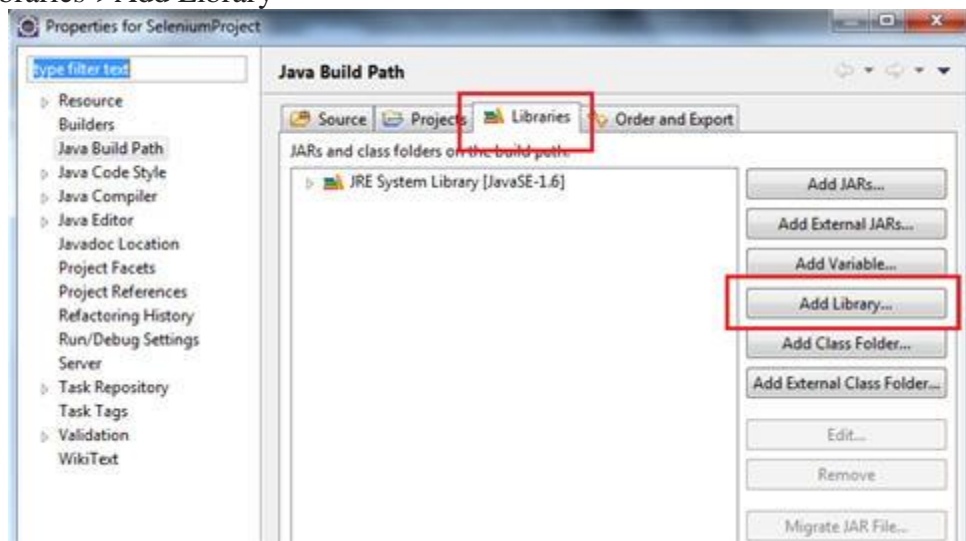 braries > Add Library
Properties for SeleniumProject
type filter text
Resource
Builders
Java Build Path
Java Code Style
Java Compiler
Java Editor
Javadoc Location
Project Facets
Project References
Refactoring History
Run/Debug Settings
Server
Task Repository
Task Tags
Validation
WikiText
Java Build Path
Source Projects Libraries Order and Export
JARs and class folders on the build path:
JRE System Library [JavaSE-1.6]
Add JARs...
Add External JARs...
Add Variable...
Add Library...
Add Class Folder...
Add External Class Folder...
Edit...
Remove
Migrate JAR File...